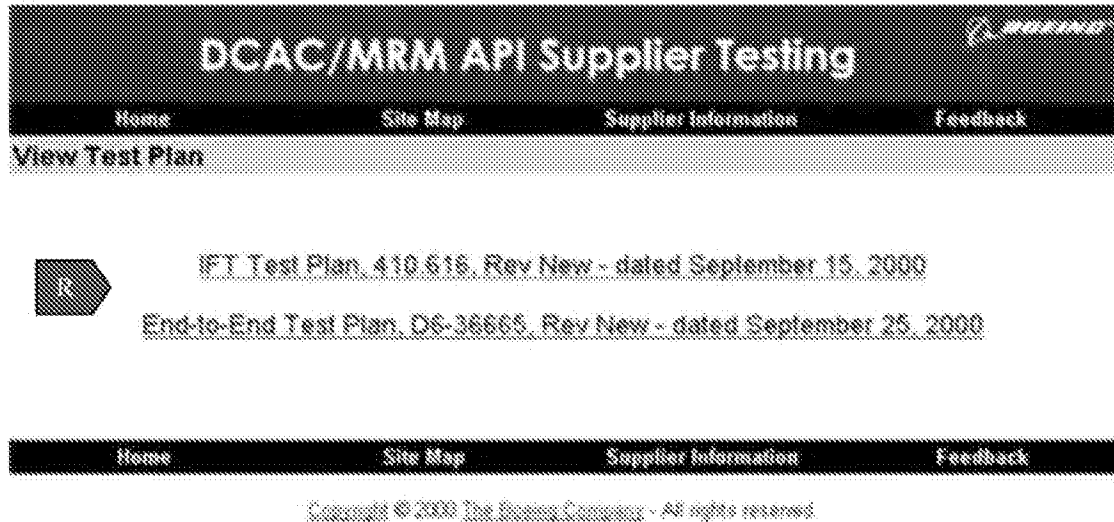 BOEING
DCAC/MRM API Supplier Testing
Home Site Map Supplier Information Feedback
View Test Plan
R
IFT Test Plan, 410.616, Rev New - dated September 15, 2000
End-to-End Test Plan, D6-36665, Rev New - dated September 25, 2000
Home Site Map Supplier Information Feedback
Copyright © 2000 The Boeing Company - All rights reserved.